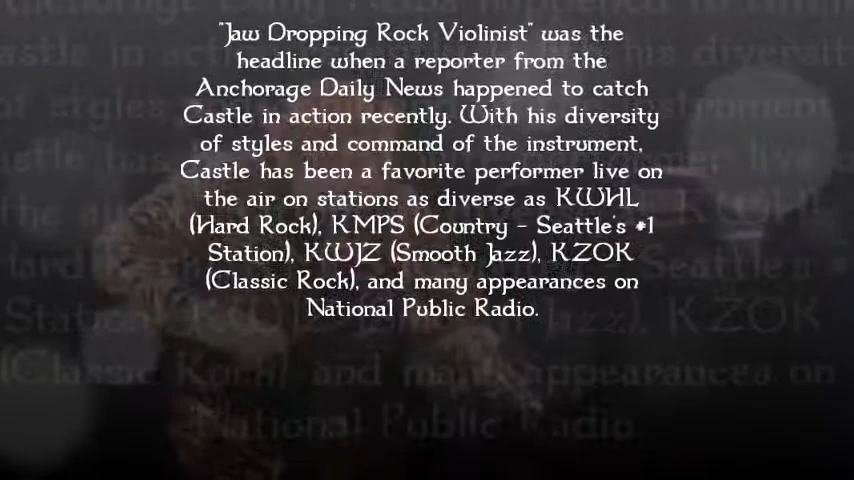 "Jaw Dropping Rock Violinist" was the
headline when a reporter from the
Anchorage Daily News happened to catch
Castle in action recently. With his diversity
of styles and command of the instrument,
Castle has been a favorite performer live on
the air on stations as diverse as KWHL
(Hard Rock), KMPS (Country - Seattle's #1
Station), KWJZ (Smooth Jazz), KZOK
(Classic Rock), and many appearances on
National Public Radio.